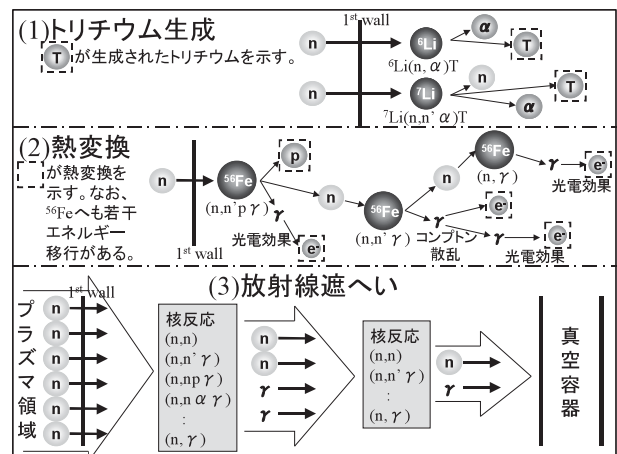 (1)トリチウム生成
1st wall
T が生成されたトリチウムを示す。
n
6Li
α
T
6Li(n, α)T
n
7Li
n
T
α
7Li(n,n' α)T
(2)熱変換
が熱変換を
示す。なお、
56Feへも若干
エネルギー
移行がある。
n
1st wall
56Fe
(n,n'p γ)
p
γ
光電効果
e-
n
56Fe
(n,n' γ)
n
56Fe
(n, γ)
γ
e-
光電効果
γ
コンプトン
散乱
e-
γ
e-
光電効果
(3)放射線遮へい
1st wall
プラズマ領域
n
n
n
n
n
n
核反応
(n,n)
(n,n' γ)
(n,np γ)
(n,n α γ)
:
(n, γ)
n
n
γ
γ
核反応
(n,n)
(n,n' γ)
:
(n, γ)
n
γ
真空容器